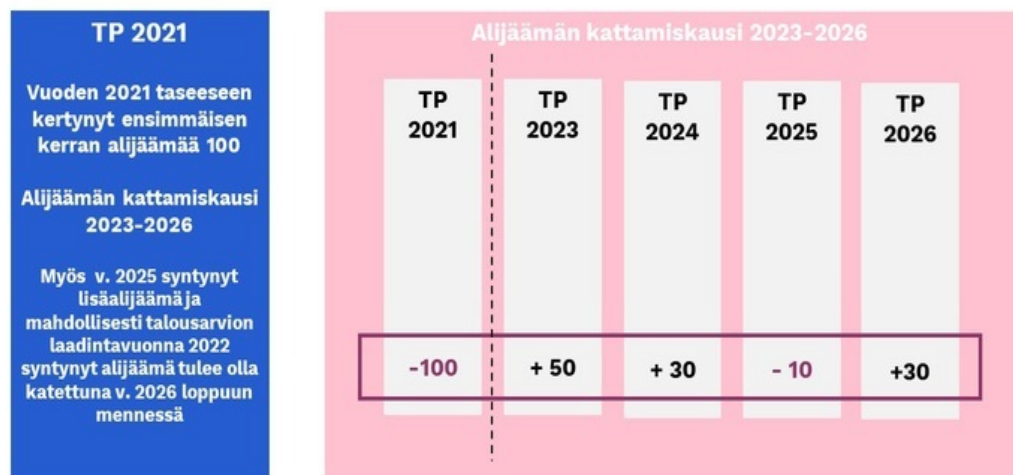 TP 2021
Vuoden 2021 taseeseen
kertynyt ensimmäisen
kerran alijäämää 100
Alijäämän kattamiskausi
2023-2026
Myös v. 2025 syntynyt
lisäalijäämä ja
mahdollisesti talousarvion
laadintavuonna 2022
syntynyt alijäämä tulee olla
katettuna v. 2026 loppuun
mennessä
Alijäämän kattamiskausi 2023-2026
TP 2021
TP 2023
TP 2024
TP 2025
TP 2026
-100 + 50 + 30 - 10 +30